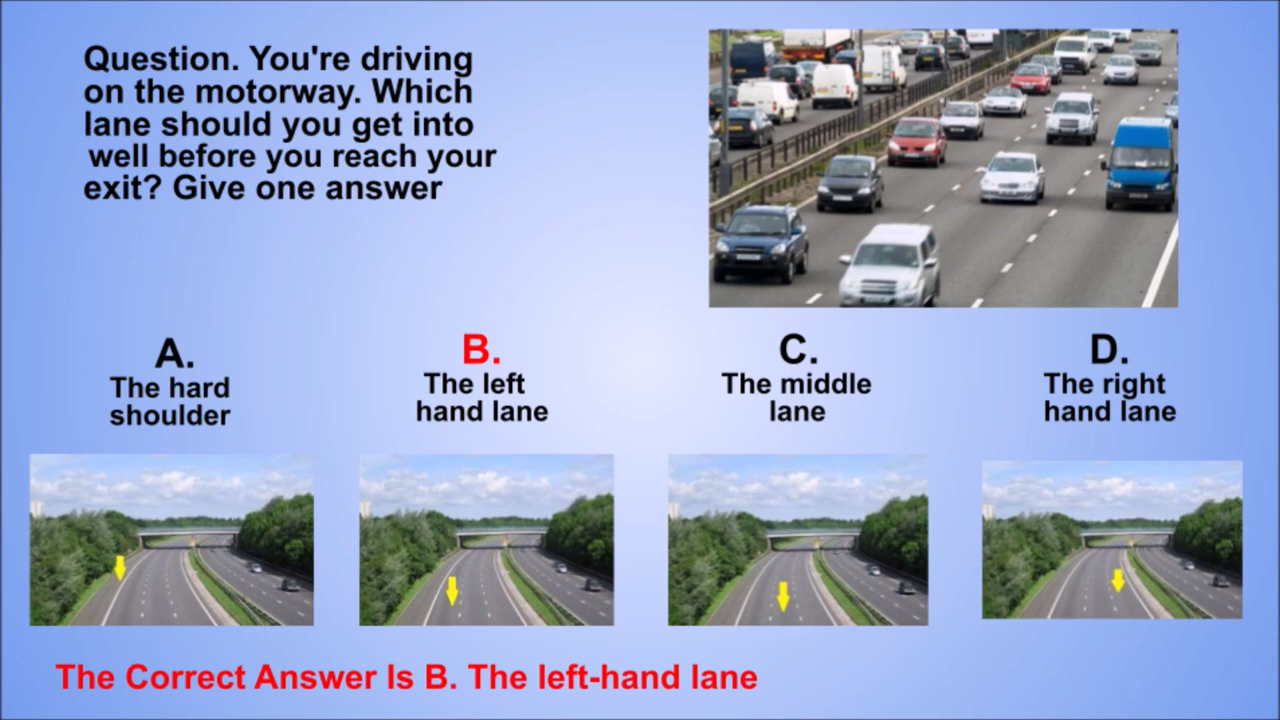 Question. You're driving
on the motorway. Which
lane should you get into
well before you reach your
exit? Give one answer
A.
The hard
shoulder
B.
The left
hand lane
C.
The middle
lane
D.
The right
hand lane
The Correct Answer Is B. The left-hand lane